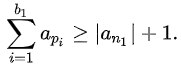 $$\sum_{i=1}^{b_1} a_{p_i} \geq |a_{n_1}| + 1.$$